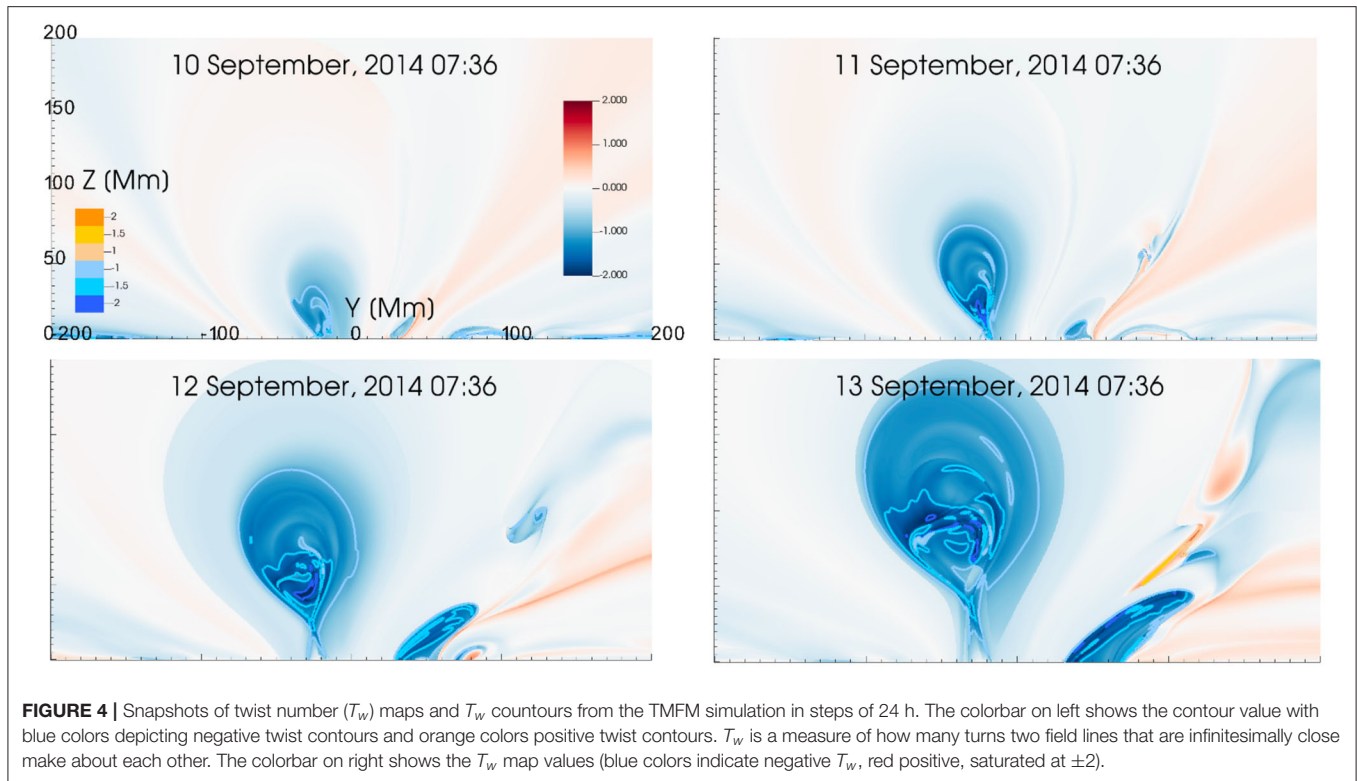 200
10 September, 2014 07:36
150
2.000
1.000
0.000
-1.000
-2.000
100 Z (Mm)
2
1.5
1
-1
-1.5
-2
50
Y (Mm)
0-200 -100 0 100 200
11 September, 2014 07:36
12 September, 2014 07:36
13 September, 2014 07:36
FIGURE 4 | Snapshots of twist number (Tw) maps and Tw countours from the TMFM simulation in steps of 24 h. The colorbar on left shows the contour value with
blue colors depicting negative twist contours and orange colors positive twist contours. Tw is a measure of how many turns two field lines that are infinitesimally close
make about each other. The colorbar on right shows the Tw map values (blue colors indicate negative Tw, red positive, saturated at ±2).